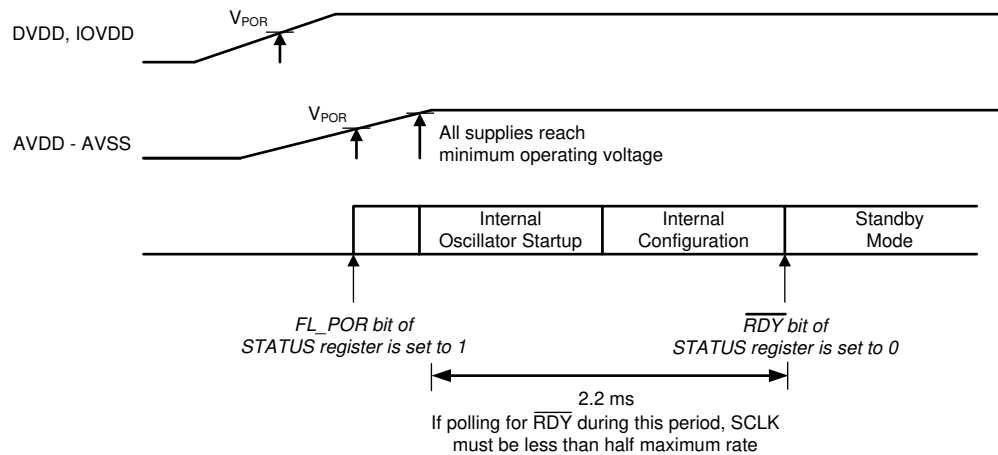 DVDD, IOVDD
VPOR
AVDD - AVSS
VPOR
All supplies reach
minimum operating voltage
Internal
Oscillator Startup
Internal
Configuration
Standby
Mode
FL_POR bit of
STATUS register is set to 1
RDY bit of
STATUS register is set to 0
2.2 ms
If polling for RDY during this period, SCLK
must be less than half maximum rate